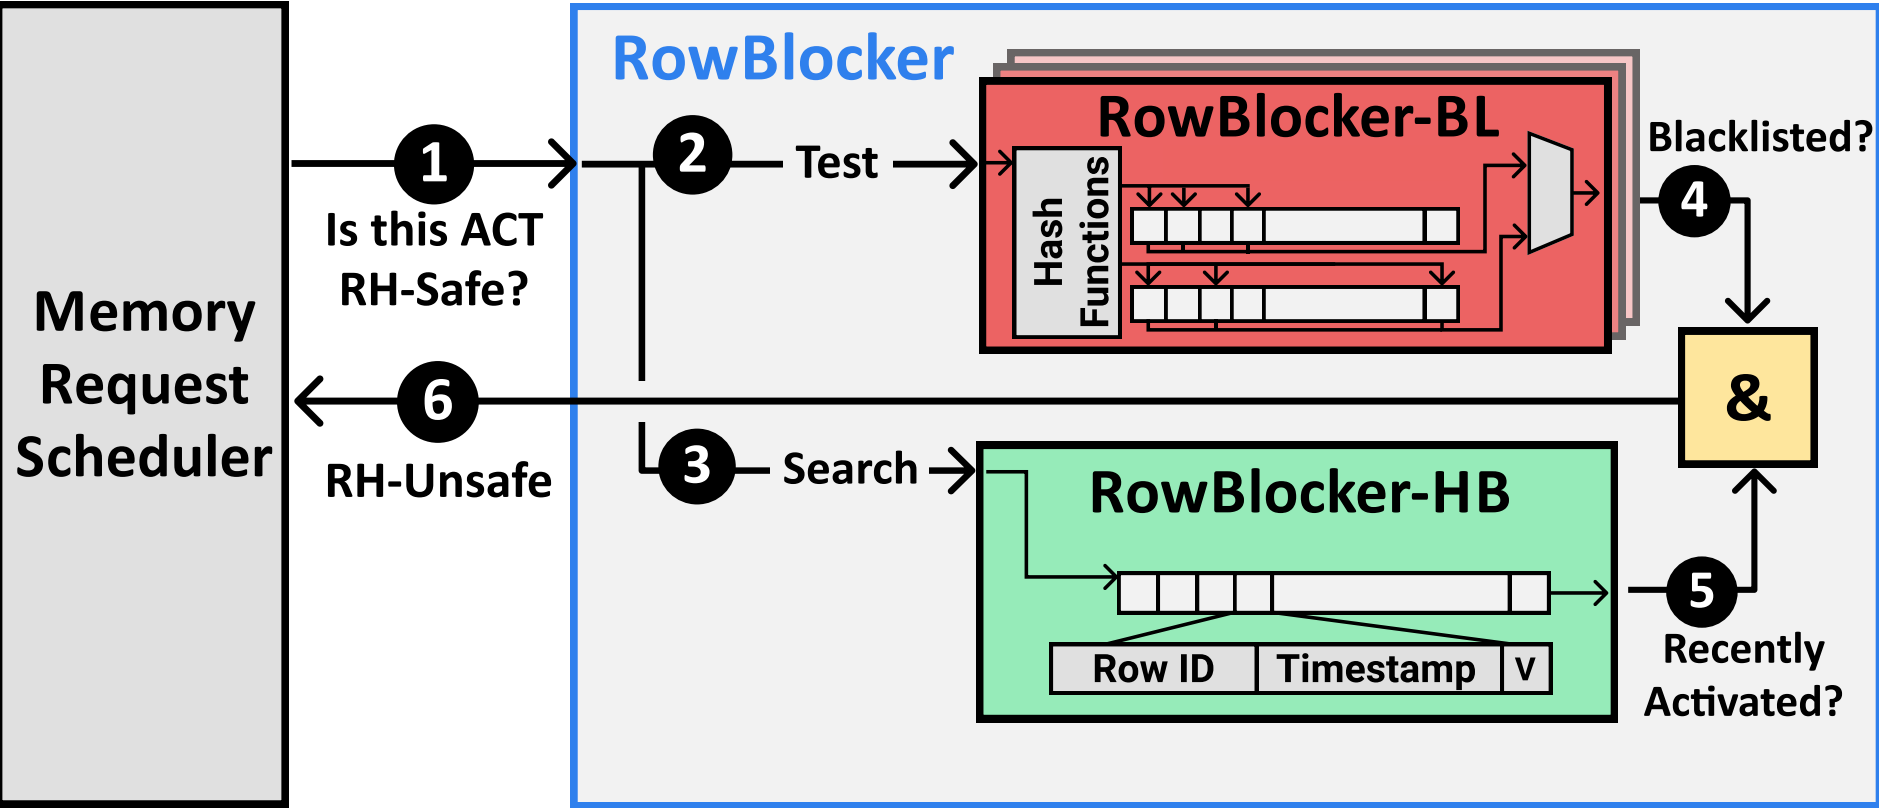 Memory
Request
Scheduler
1
Is this ACT
RH-Safe?
6
RH-Unsafe
RowBlocker
2
Test
RowBlocker-BL
Hash
Functions
Blacklisted?
4
&
3
Search
RowBlocker-HB
Row ID
Timestamp
V
5
Recently
Activated?